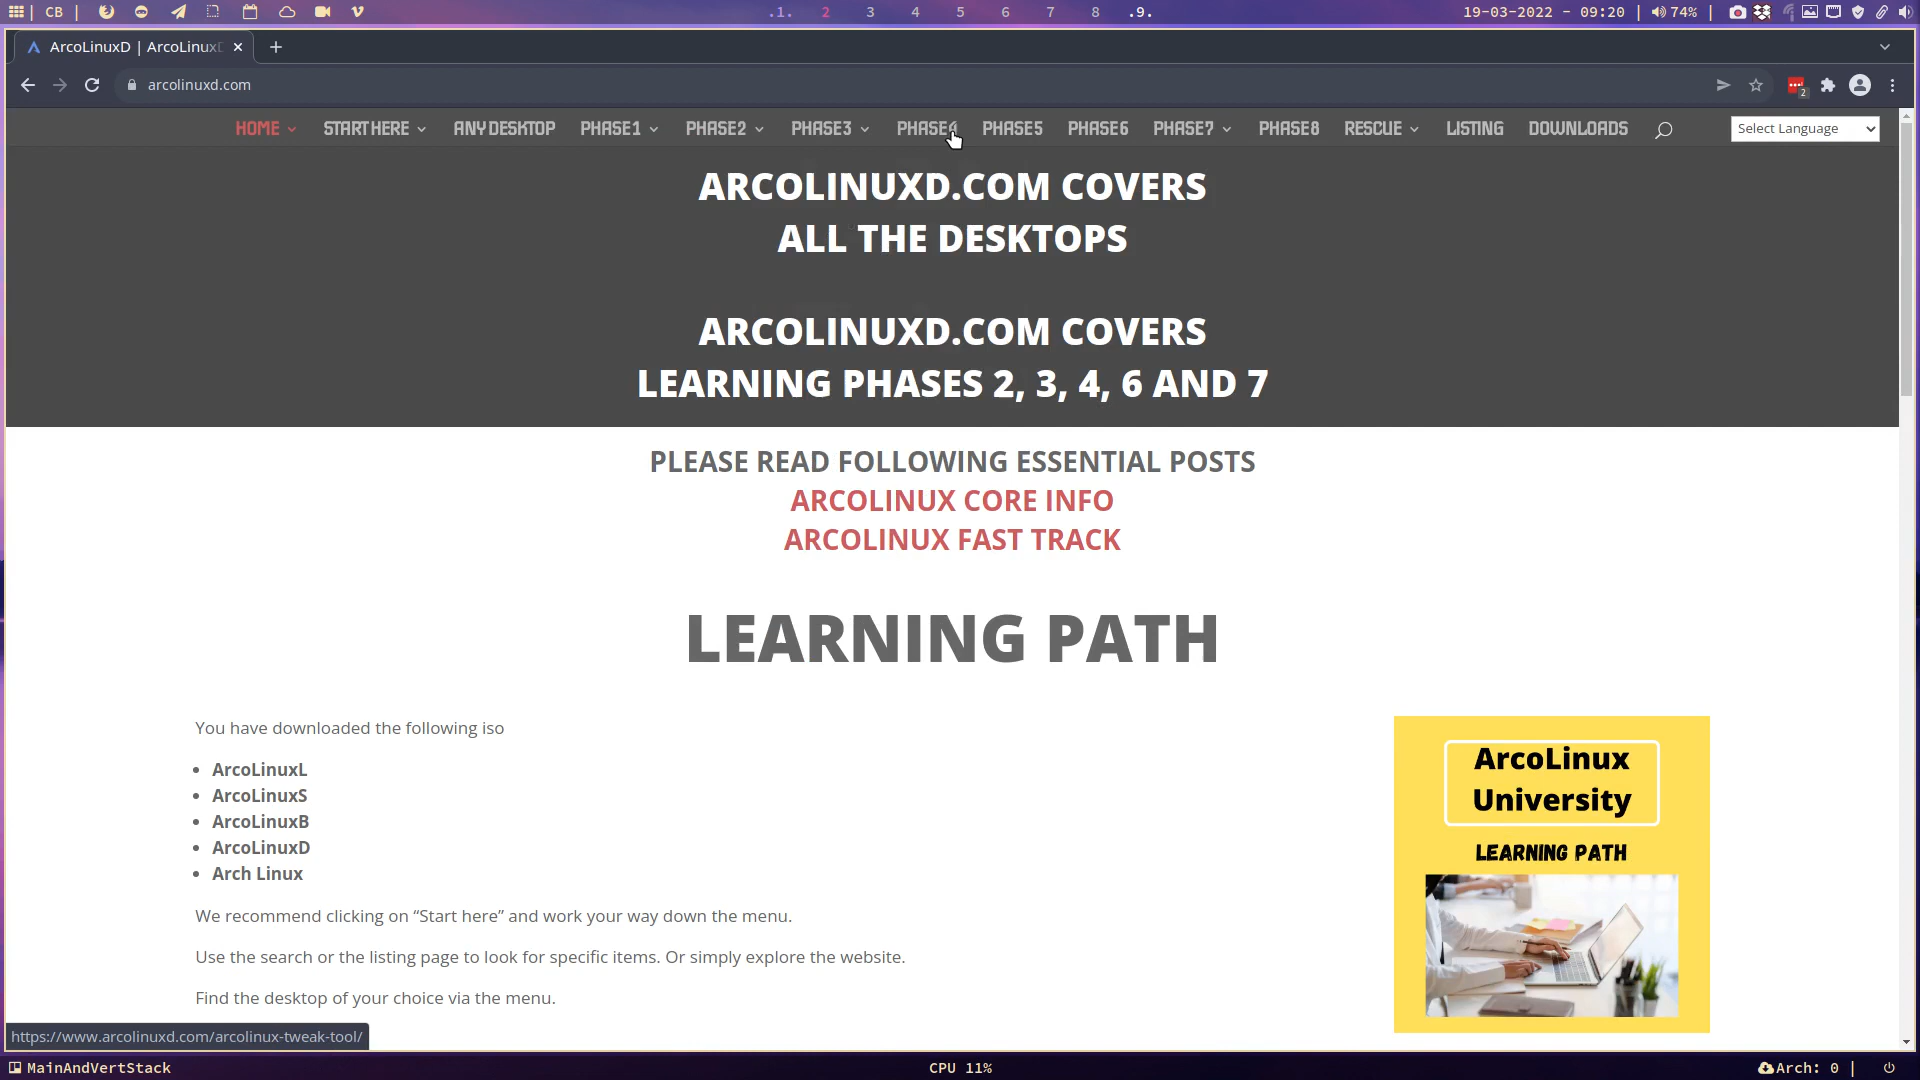 CB
.1. 2 3 4 5 6 7 8 .9.
19-03-2022 - 09:20 | 74% |
ArcoLinuxD | ArcoLinuxD
arcolinuxd.com
2
HOME START HERE ANY DESKTOP PHASE1 PHASE2 PHASE3 PHASE4 PHASE5 PHASE6 PHASE7 PHASE8 RESCUE LISTING DOWNLOADS
Select Language
ARCOLINUXD.COM COVERS
ALL THE DESKTOPS
ARCOLINUXD.COM COVERS
LEARNING PHASES 2, 3, 4, 6 AND 7
PLEASE READ FOLLOWING ESSENTIAL POSTS
ARCOLINUX CORE INFO
ARCOLINUX FAST TRACK
LEARNING PATH
You have downloaded the following iso
• ArcoLinuxL
• ArcoLinuxS
• ArcoLinuxB
• ArcoLinuxD
• Arch Linux
We recommend clicking on “Start here” and work your way down the menu.
Use the search or the listing page to look for specific items. Or simply explore the website.
Find the desktop of your choice via the menu.
ArcoLinux
University
LEARNING PATH
https://www.arcolinuxd.com/arcolinux-tweak-tool/
MainAndVertStack
CPU 11%
Arch: 0 |